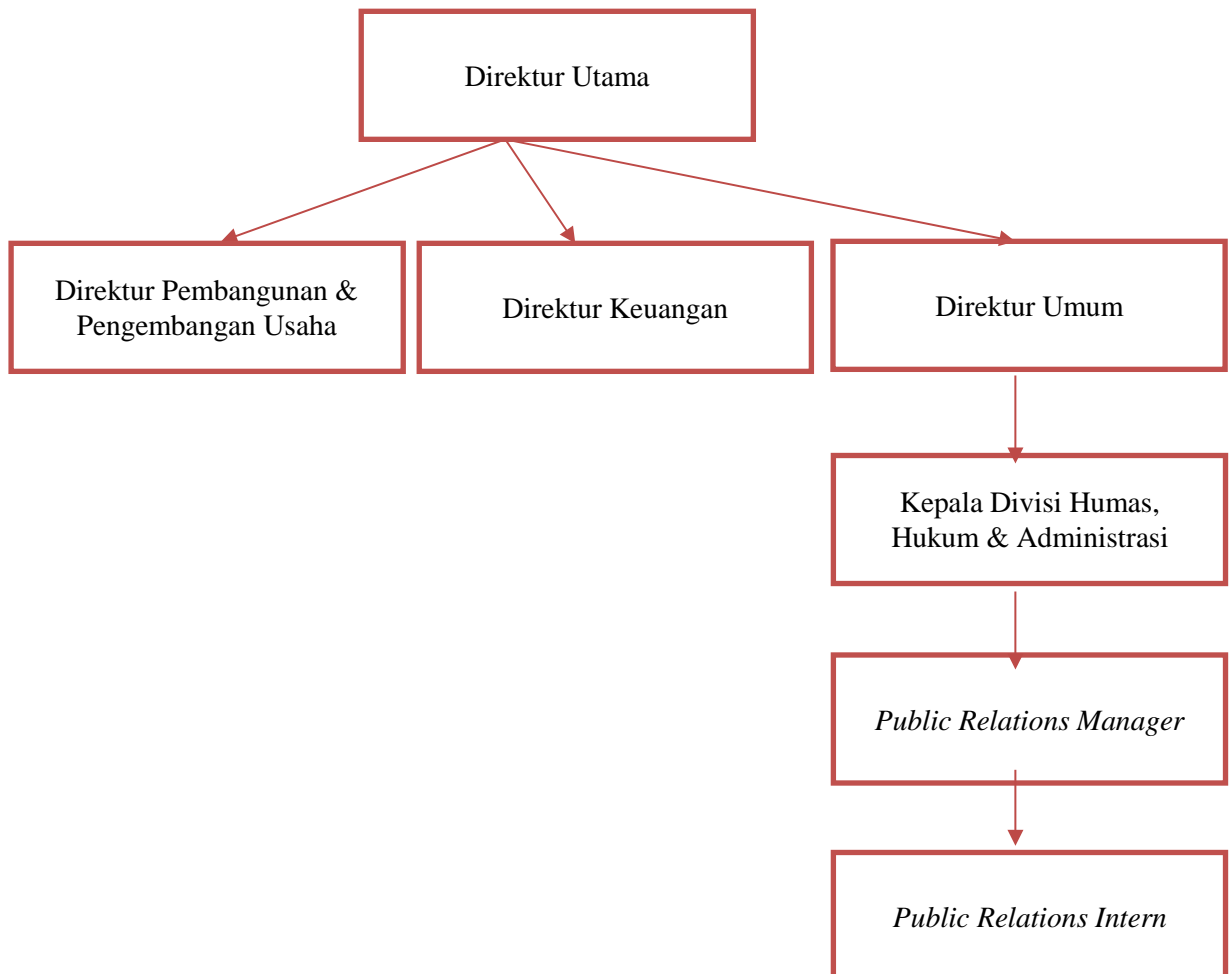 Direktur Utama
Direktur Pembangunan &
Pengembangan Usaha
Direktur Keuangan
Direktur Umum
Kepala Divisi Humas,
Hukum & Administrasi
Public Relations Manager
Public Relations Intern